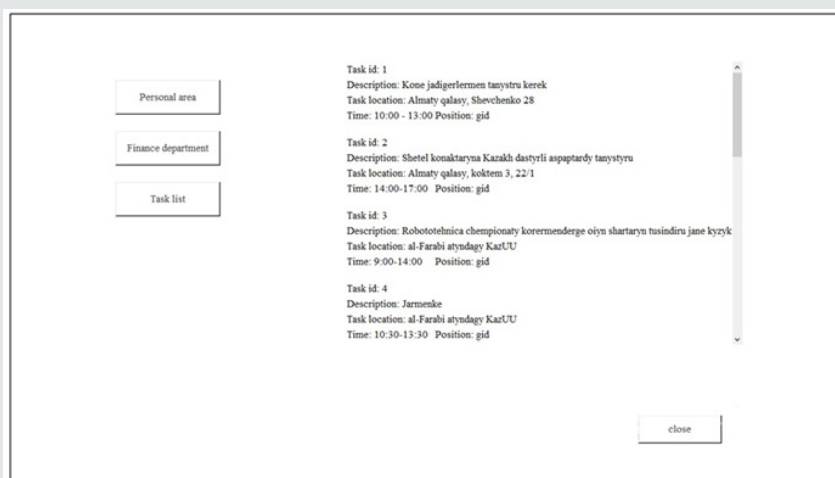 Personal area
Finance department
Task list
Task id: 1
Description: Kone jadigerlermen tanystru kerek
Task location: Almaty qalasy, Shevchenko 28
Time: 10:00 - 13:00 Position: gid
Task id: 2
Description: Shetel konaktaryna Kazakh dastyrli aspaptardy tanystyru
Task location: Almaty qalasy, koktem 3, 22/1
Time: 14:00-17:00 Position: gid
Task id: 3
Description: Robototehnica chempionaty korermenderge oiyn shartaryn tusindiru jane kyzyk
Task location: al-Farabi atyndagy KazUU
Time: 9:00-14:00 Position: gid
Task id: 4
Description: Jarmenke
Task location: al-Farabi atyndagy KazUU
Time: 10:30-13:30 Position: gid
close